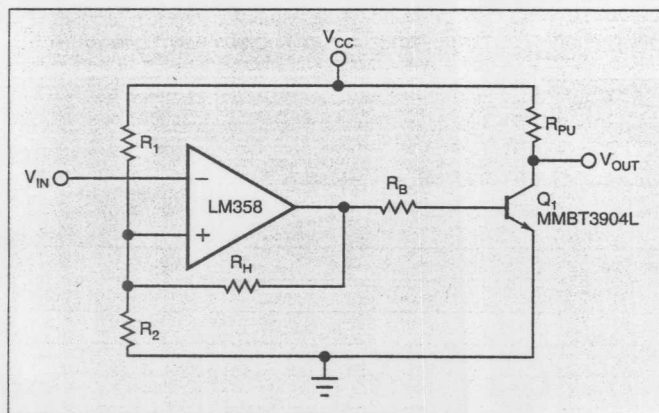 VCC
R1
RPU
VIN
−
VOUT
LM358
RB
Q1
MMBT3904L
+
RH
R2